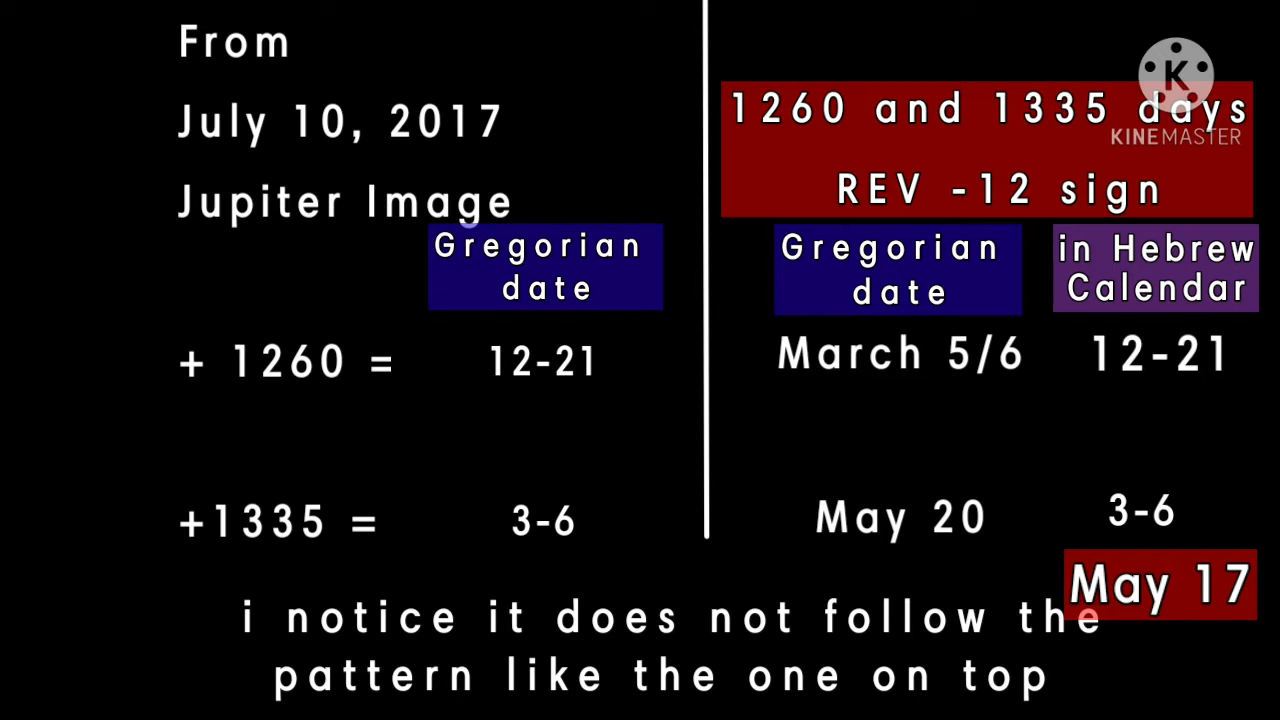 From
July 10, 2017
Jupiter Image
Gregorian
date
+ 1260 =
12-21
+1335 =
3-6
K
KINEMASTER
1260 and 1335 days
REV -12 sign
Gregorian
date
in Hebrew
Calendar
March 5/6
12-21
May 20
3-6
May 17
i notice it does not follow the
pattern like the one on top